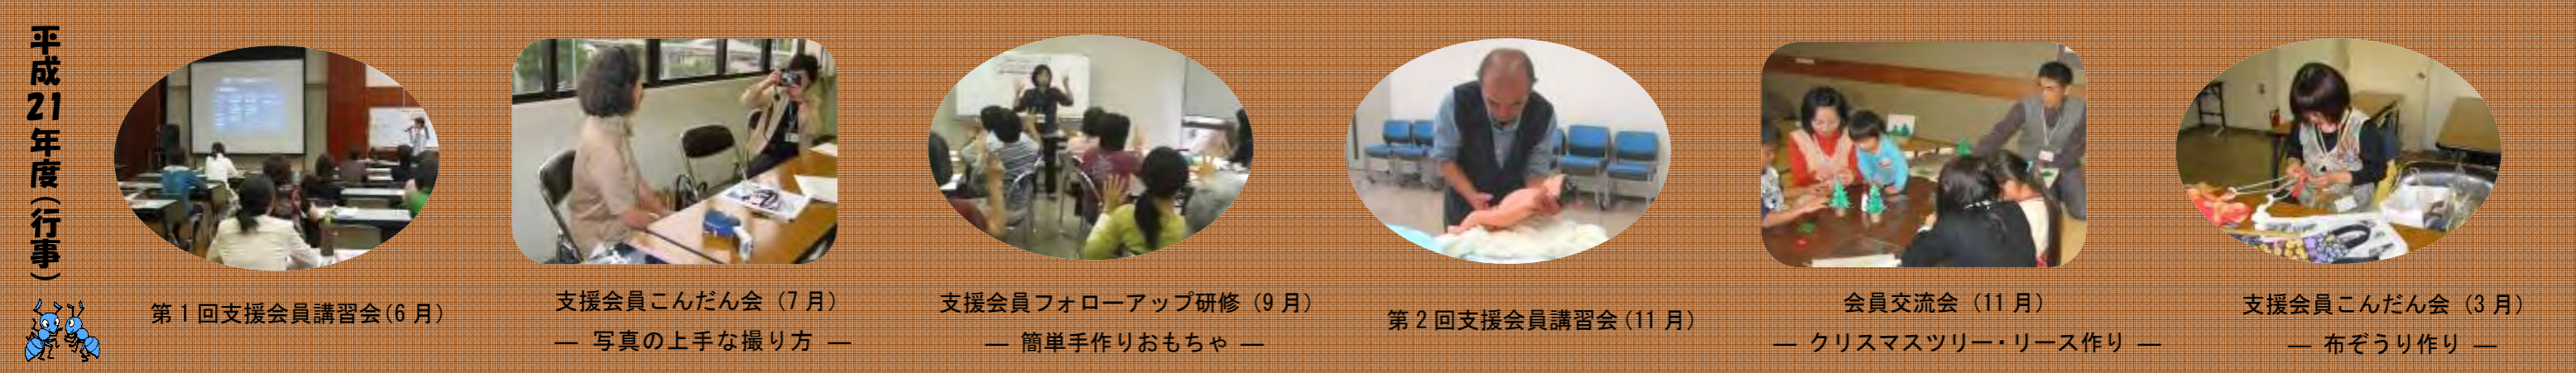 平成21年度(行事)
第1回支援会員講習会(6月)
支援会員こんだん会(7月)
― 写真の上手な撮り方 ―
支援会員フォローアップ研修(9月)
― 簡単手作りおもちゃ ―
第2回支援会員講習会(11月)
会員交流会(11月)
― クリスマスツリー・リース作り ―
支援会員こんだん会(3月)
― 布ぞうり作り ―